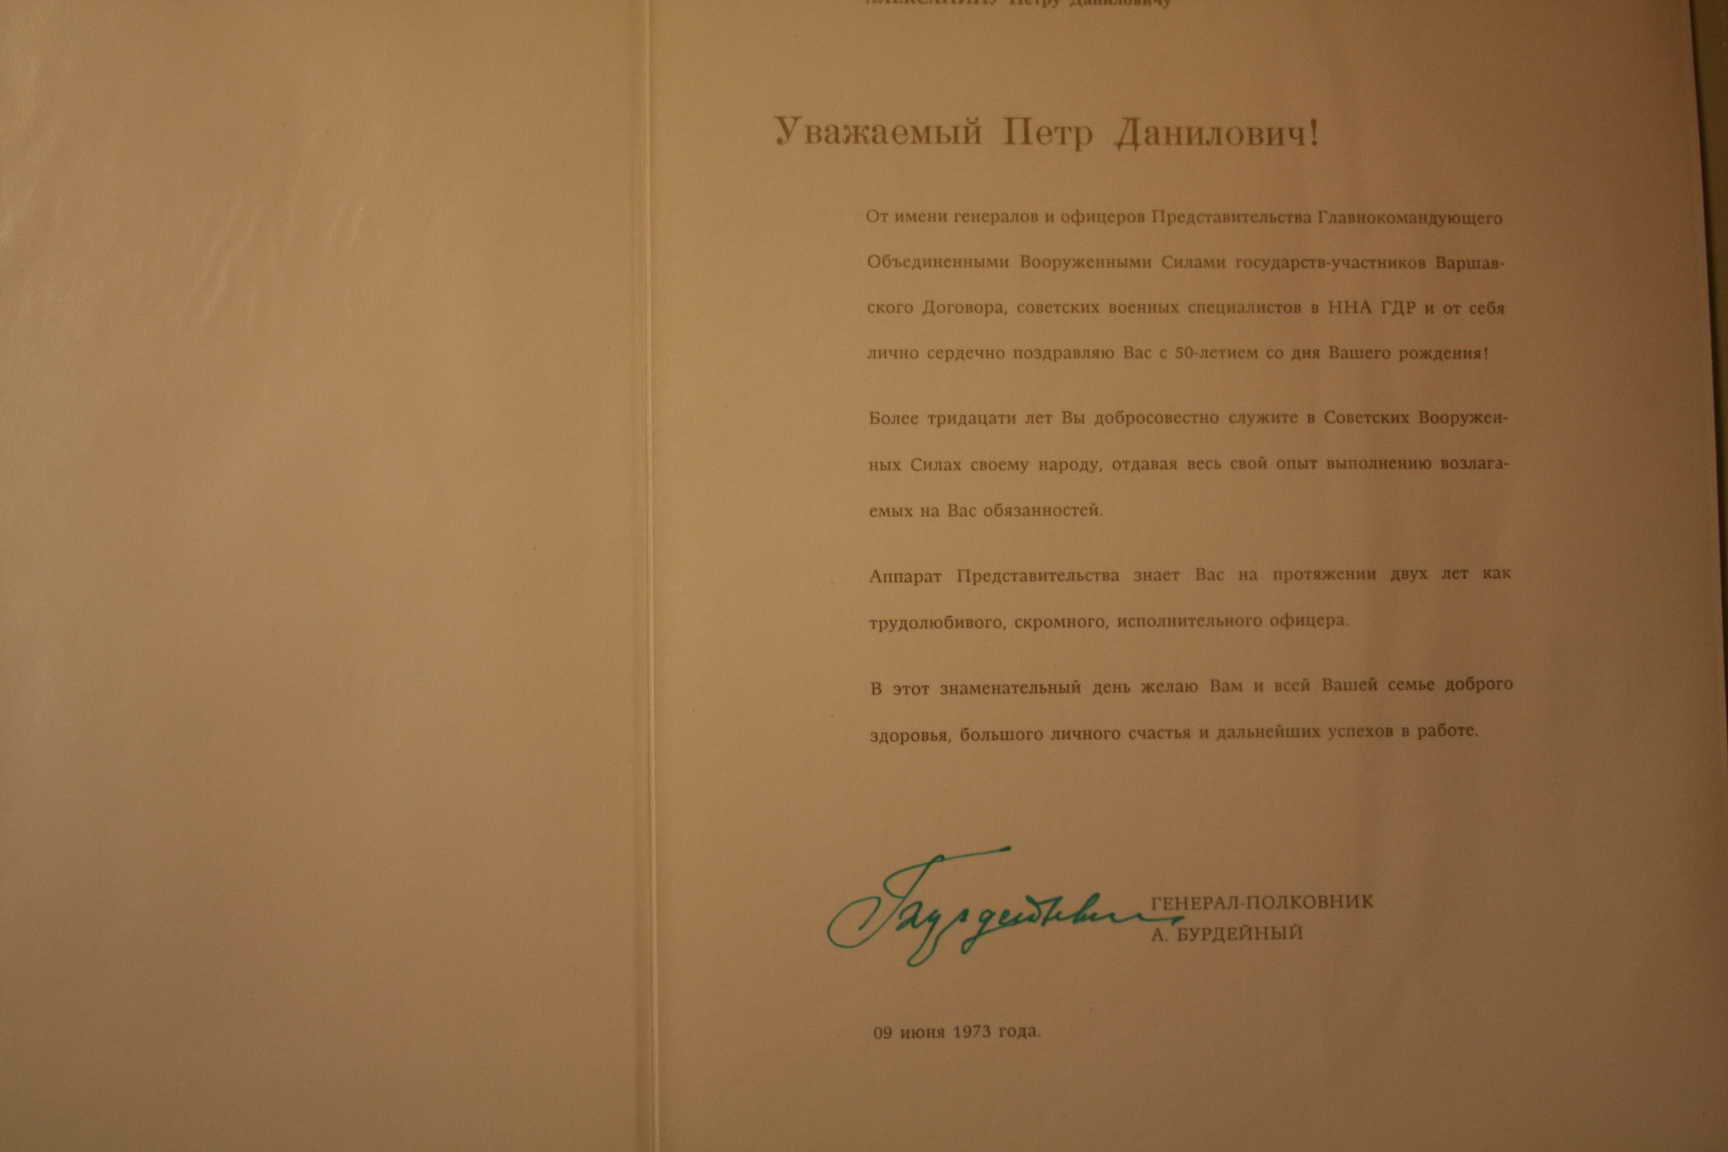 Петру Даниловичу
Уважаемый Петр Данилович!
От имени генералов и офицеров Представительства Главнокомандующего
Объединенными Вооруженными Силами государств-участников Варшав-
ского Договора, советских военных специалистов в ННА ГДР и от себя
лично сердечно поздравляю Вас с 50-летием со дня Вашего рождения!
Более тридацати лет Вы добросовестно служите в Советских Вооружен-
ных Силах своему народу, отдавая весь свой опыт выполнению возлага-
емых на Вас обязанностей.
Аппарат Представительства знает Вас на протяжении двух лет как
трудолюбивого, скромного, исполнительного офицера.
В этот знаменательный день желаю Вам и всей Вашей семье доброго
здоровья, большого личного счастья и дальнейших успехов в работе.
ГЕНЕРАЛ-ПОЛКОВНИК
А. БУРДЕЙНЫЙ
09 июня 1973 года.